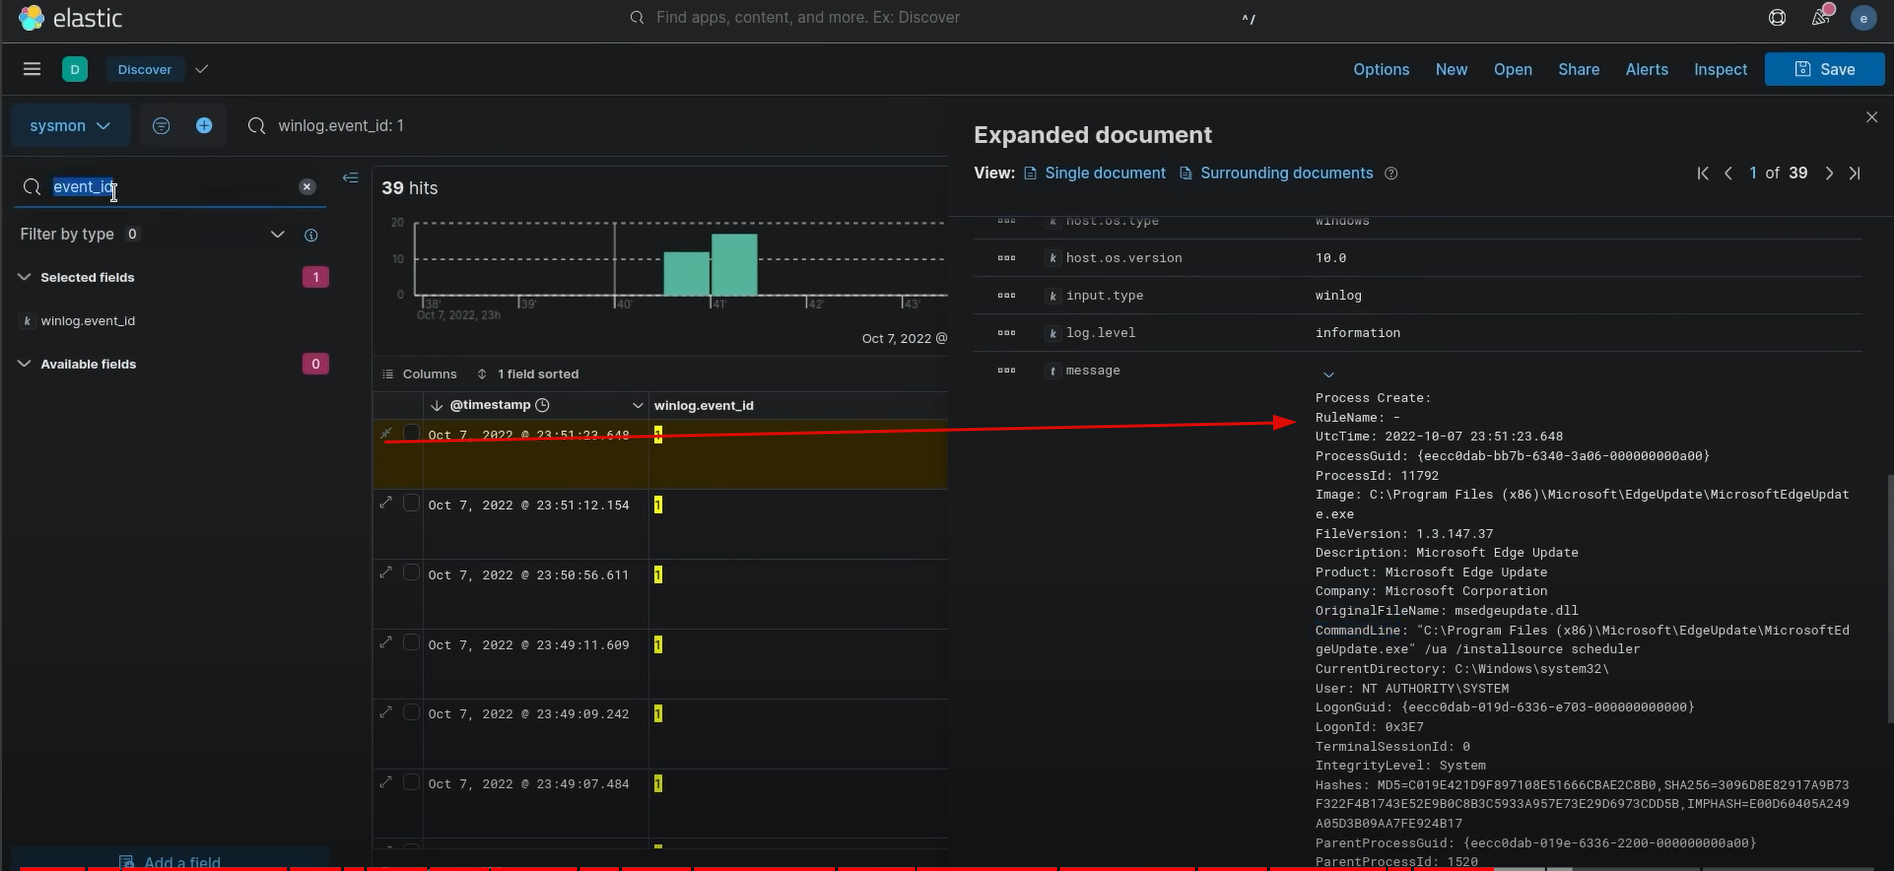 elastic
Find apps, content, and more. Ex: Discover
^/
e
D
Discover
Options
New
Open
Share
Alerts
Inspect
Save
sysmon
winlog.event_id: 1
Expanded document
event_id
View:
Single document
Surrounding documents
1 of 39
39 hits
Filter by type 0
20
10
0
38'
39'
40'
41'
42'
43'
Oct 7, 2022, 23h
Oct 7, 2022 @
Selected fields
1
k winlog.event_id
Available fields
0
Columns
1 field sorted
@timestamp
winlog.event_id
Oct 7, 2022 @ 23:51:23.648
1
Oct 7, 2022 @ 23:51:12.154
1
Oct 7, 2022 @ 23:50:56.611
1
Oct 7, 2022 @ 23:49:11.609
1
Oct 7, 2022 @ 23:49:09.242
1
Oct 7, 2022 @ 23:49:07.484
1
Add a field
k host.os.type
windows
k host.os.version
10.0
k input.type
winlog
k log.level
information
t message
Process Create:
RuleName: -
UtcTime: 2022-10-07 23:51:23.648
ProcessGuid: {eecc0dab-bb7b-6340-3a06-000000000a00}
ProcessId: 11792
Image: C:\Program Files (x86)\Microsoft\EdgeUpdate\MicrosoftEdgeUpdat
e.exe
FileVersion: 1.3.147.37
Description: Microsoft Edge Update
Product: Microsoft Edge Update
Company: Microsoft Corporation
OriginalFileName: msedgeupdate.dll
CommandLine: "C:\Program Files (x86)\Microsoft\EdgeUpdate\MicrosoftEd
geUpdate.exe" /ua /installsource scheduler
CurrentDirectory: C:\Windows\system32\
User: NT AUTHORITY\SYSTEM
LogonGuid: {eecc0dab-019d-6336-e703-000000000000}
LogonId: 0x3E7
TerminalSessionId: 0
IntegrityLevel: System
Hashes: MD5=C019E421D9F897108E51666CBAE2C8B0,SHA256=3096D8E82917A9B73
F322F4B1743E52E9B0C8B3C5933A957E73E29D6973CDD5B,IMPHASH=E00D60405A249
A05D3B09AA7FE924B17
ParentProcessGuid: {eecc0dab-019e-6336-2200-000000000a00}
ParentProcessId: 1520